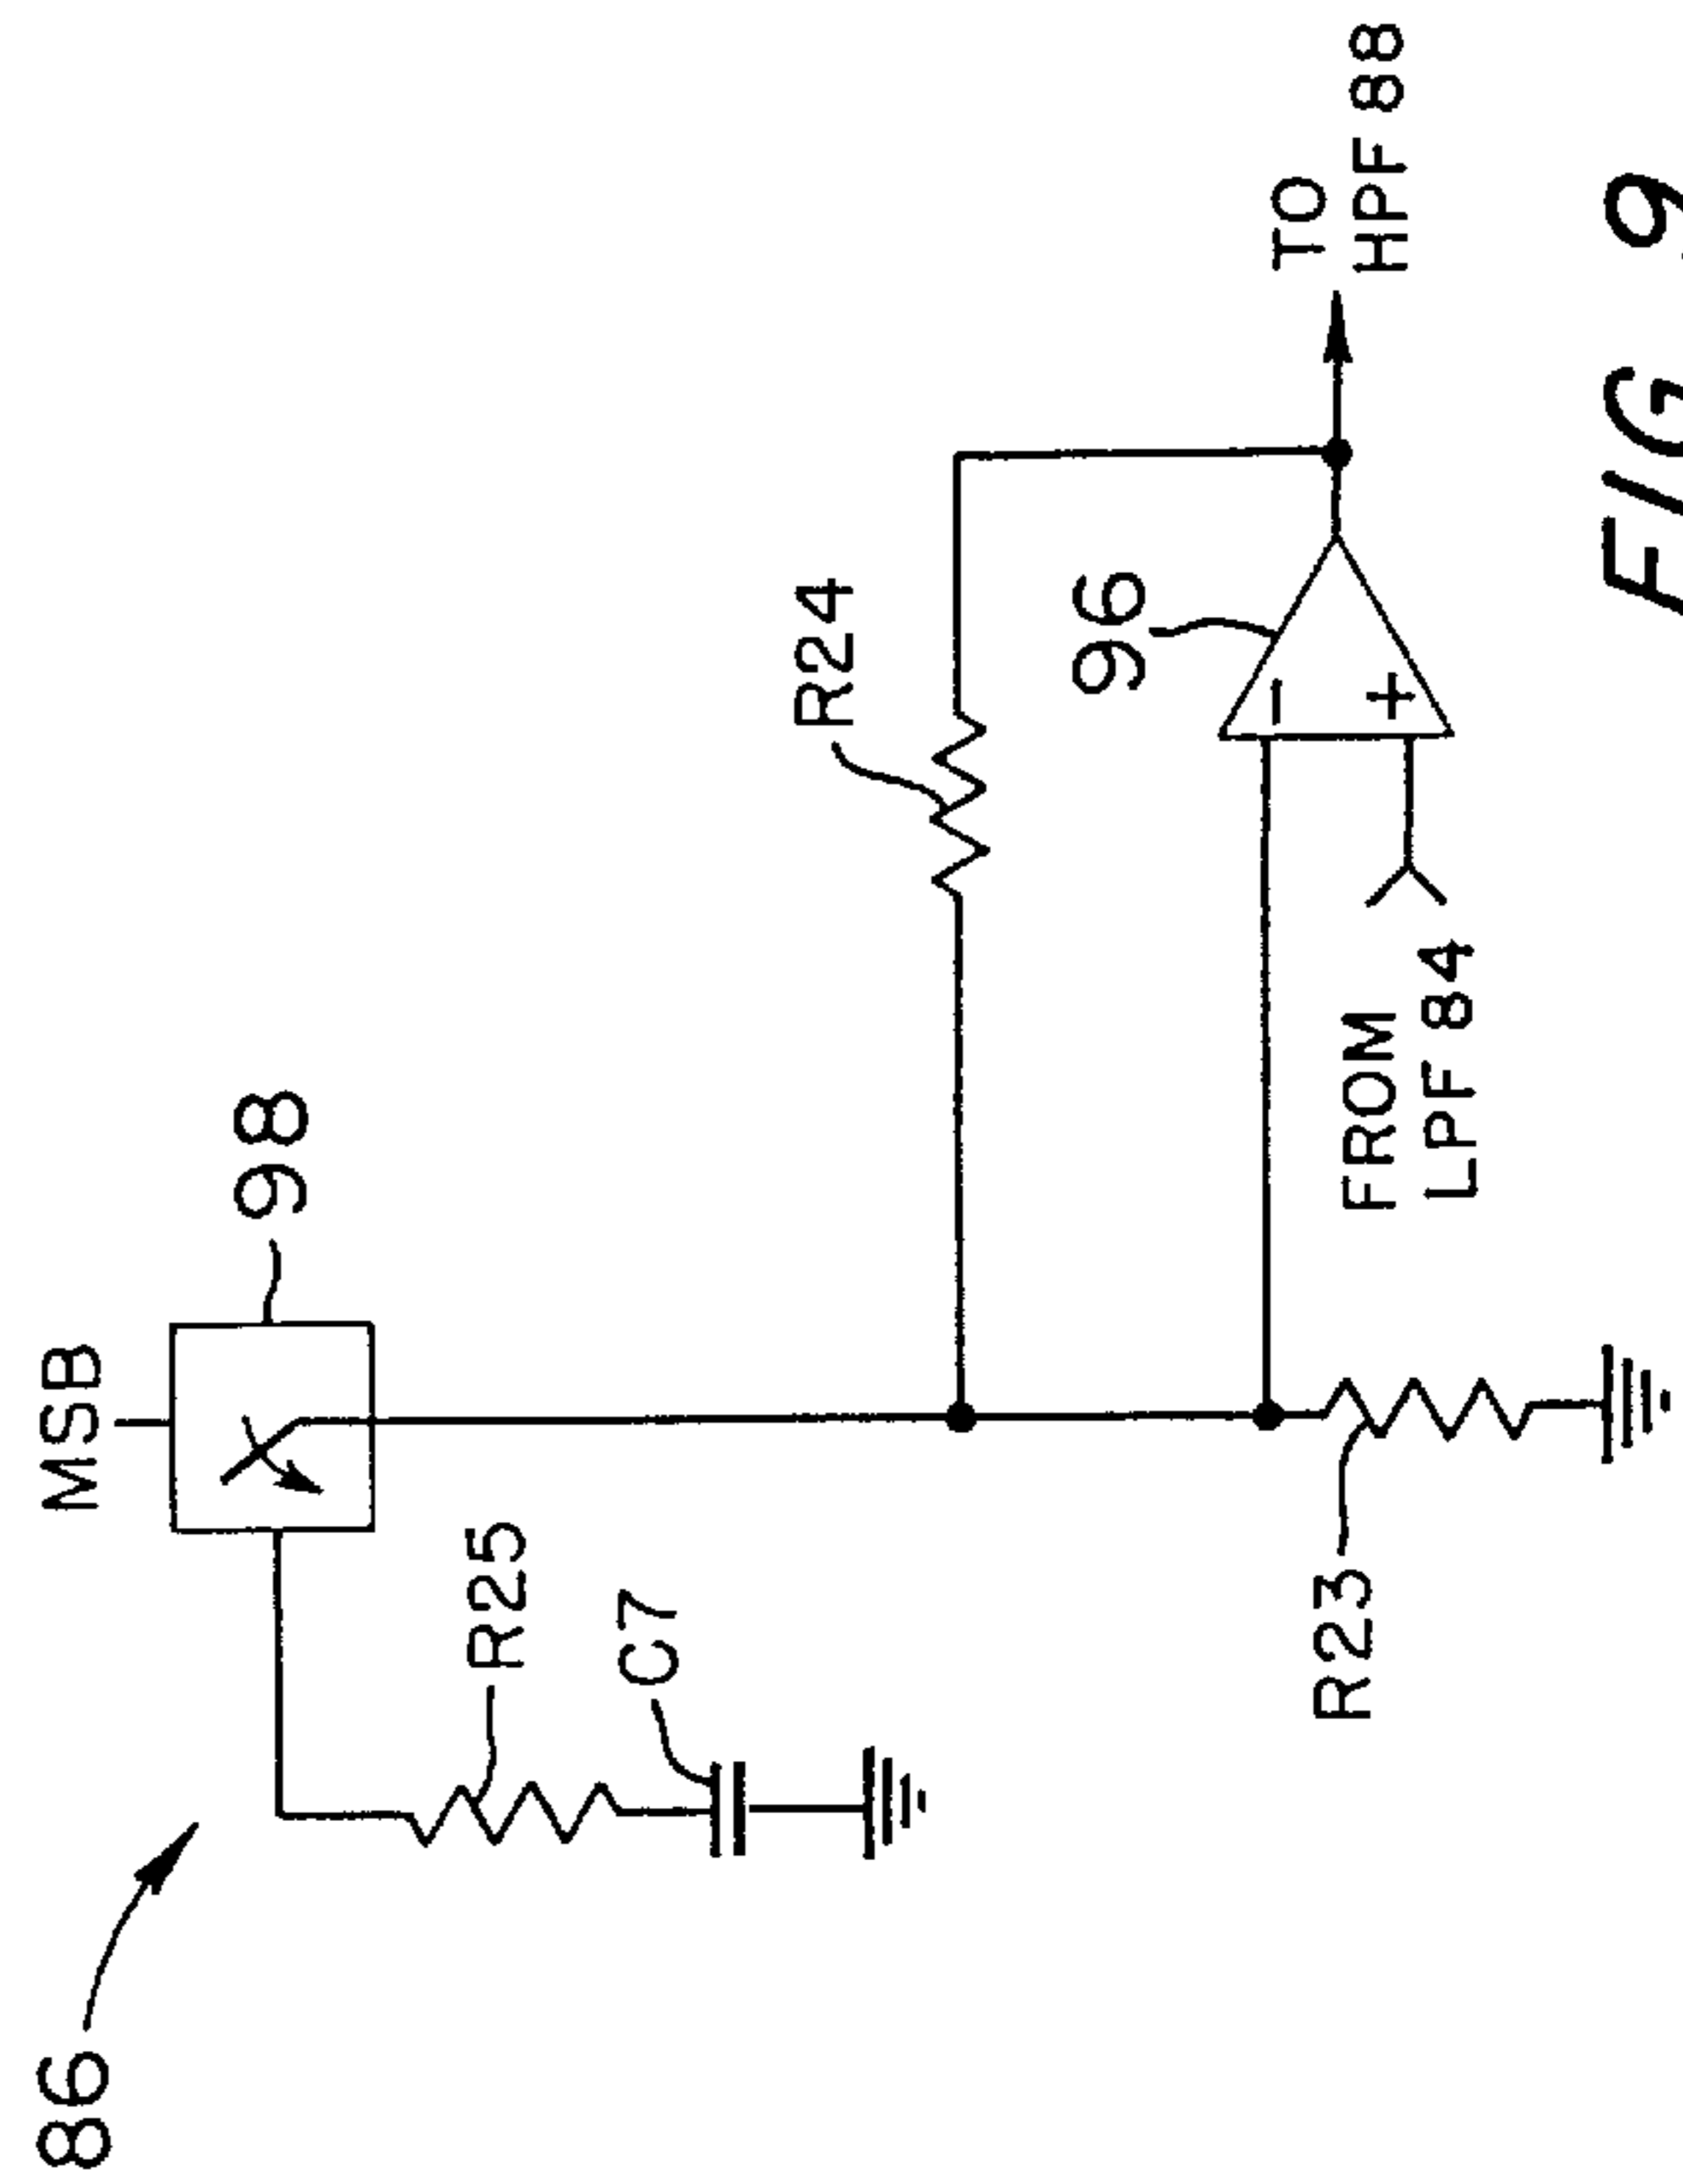 86
MSB
98
R25
C7
R24
96
TO
HPF 88
FROM
LPF 84
R23
FIG. 9